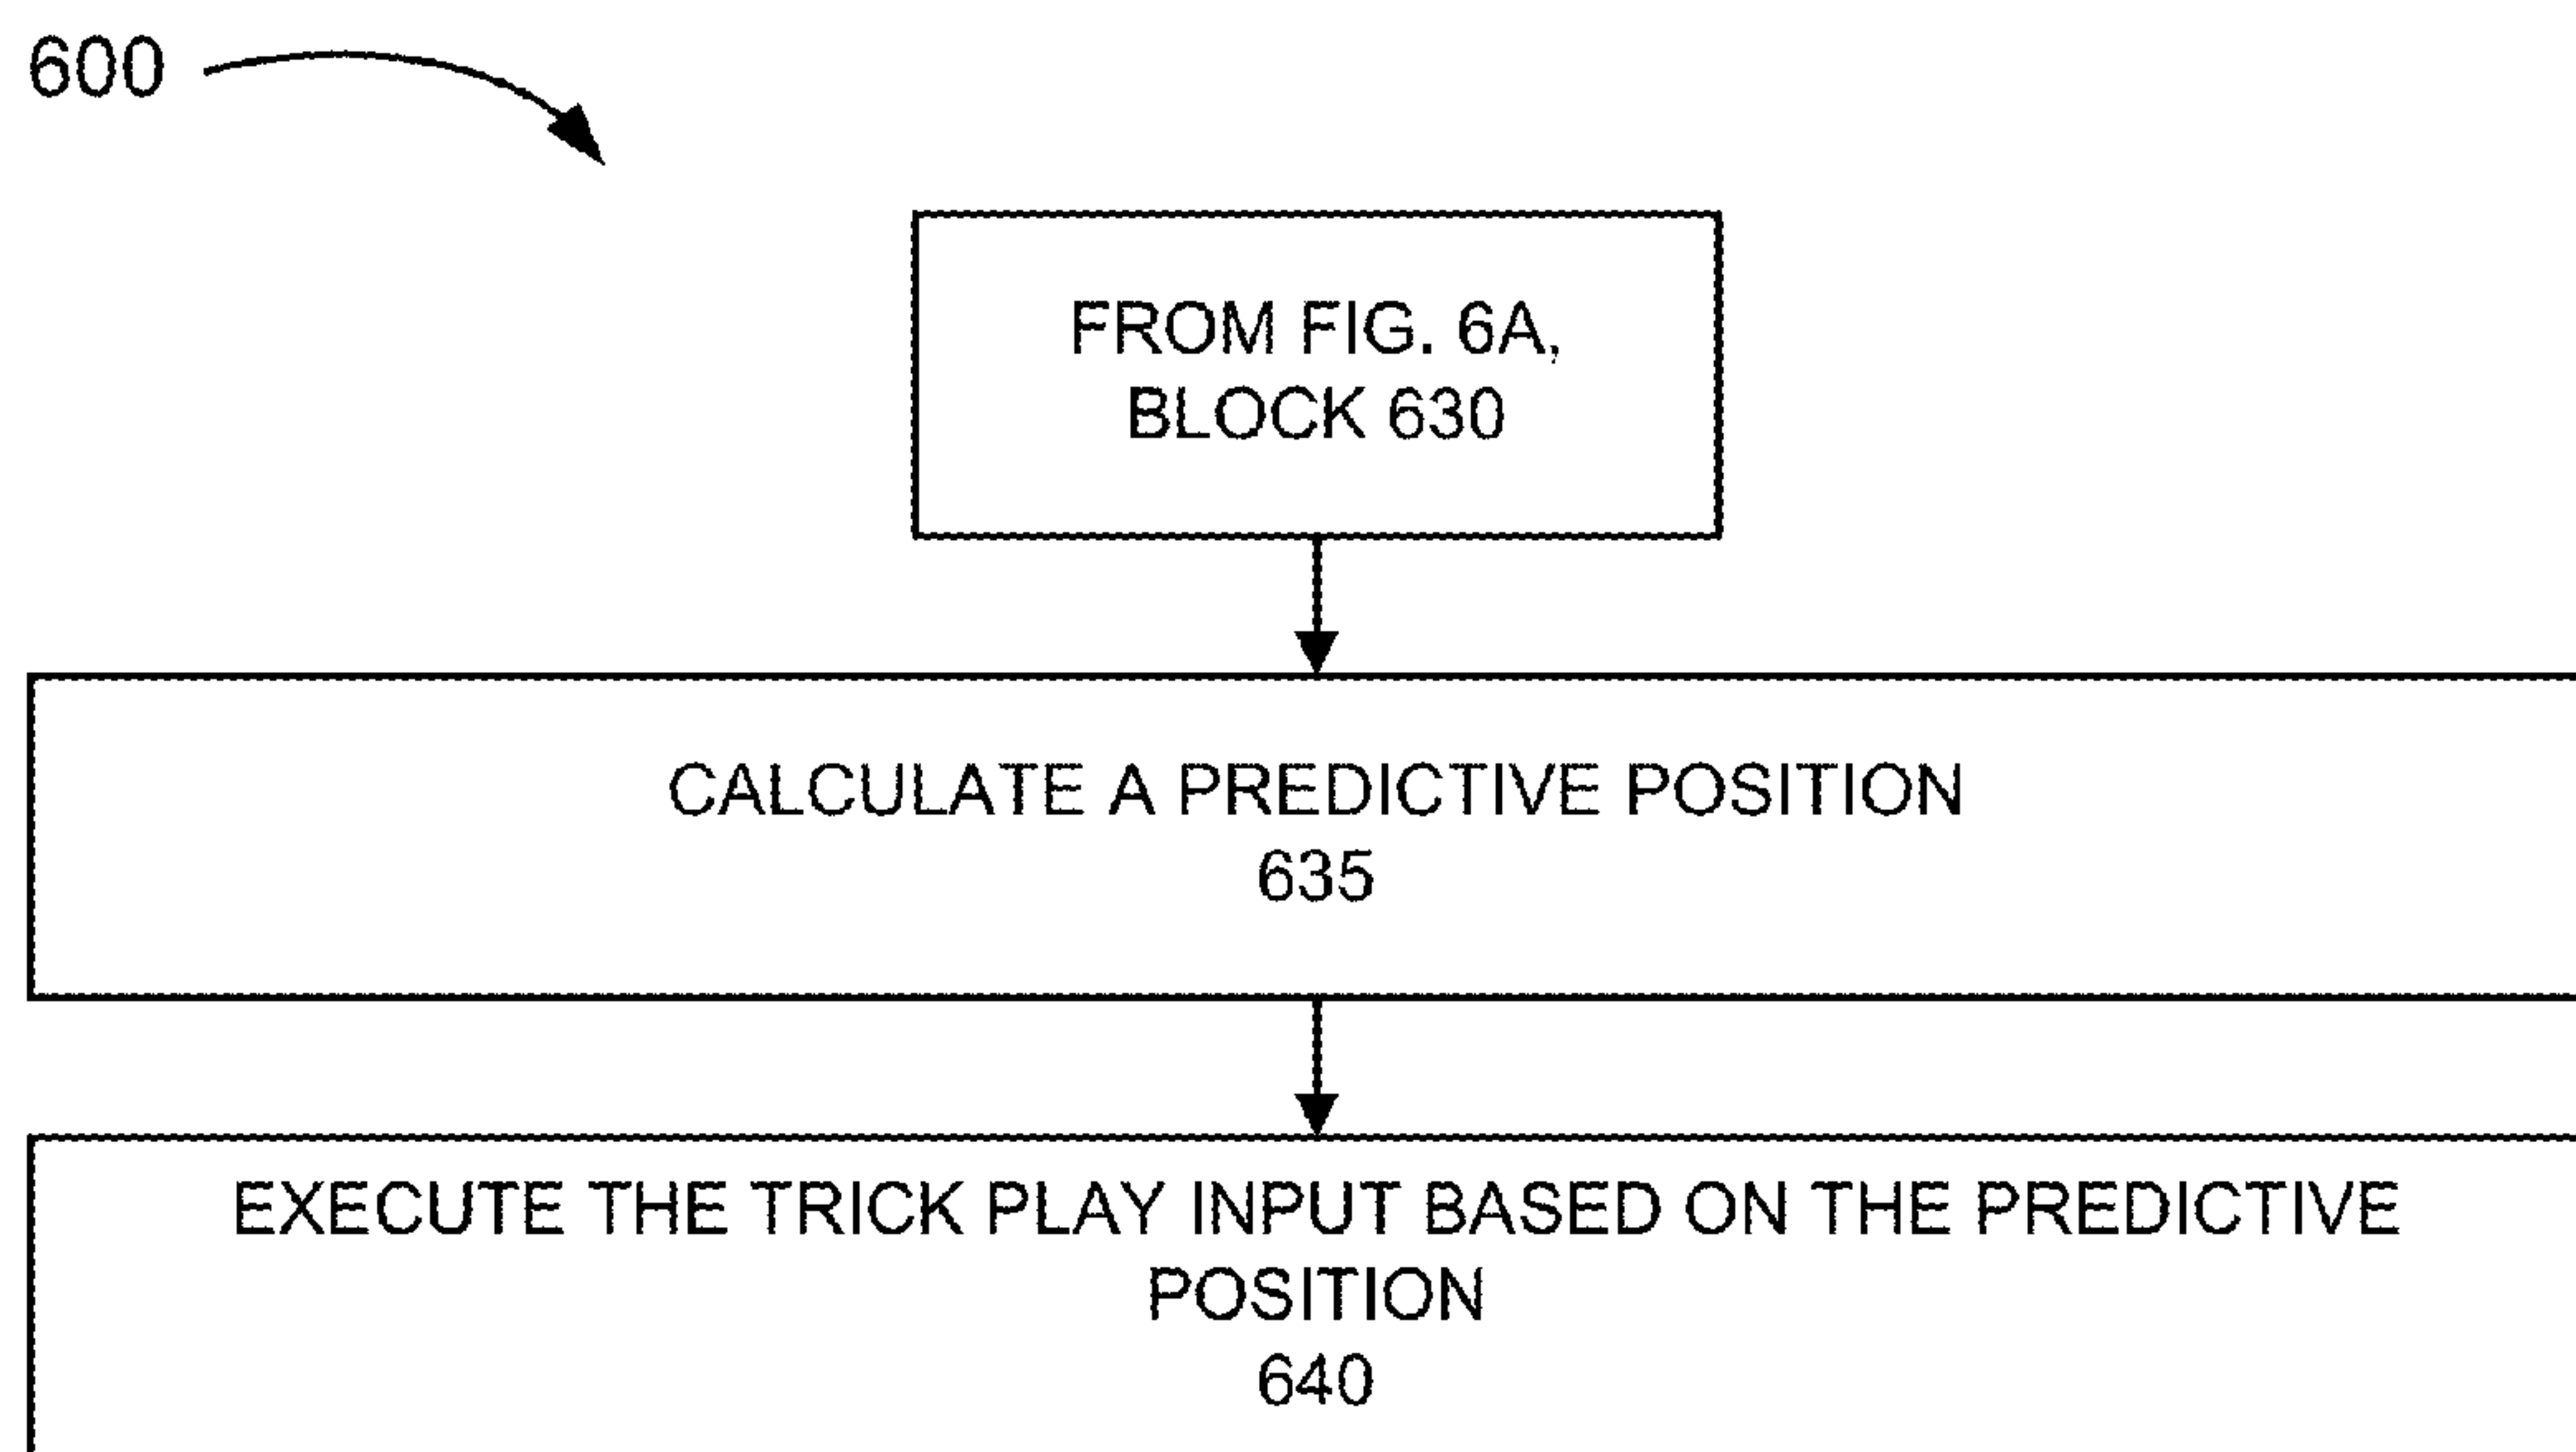 600
FROM FIG. 6A,
BLOCK 630
CALCULATE A PREDICTIVE POSITION
635
EXECUTE THE TRICK PLAY INPUT BASED ON THE PREDICTIVE
POSITION
640